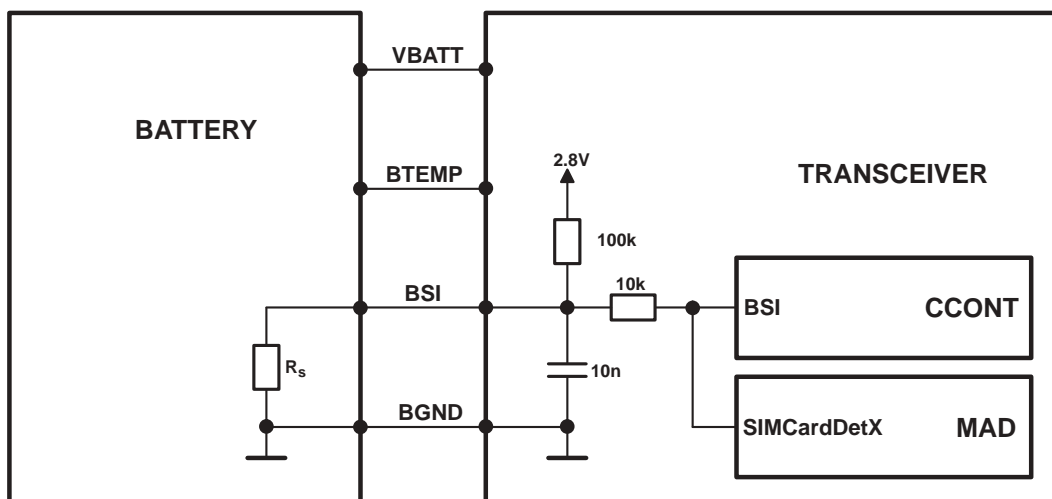 VBATT
BATTERY
2.8V
BTEMP
TRANSCEIVER
100k
10k
BSI
BSI
CCONT
Rs
10n
BGND
SIMCardDetX
MAD